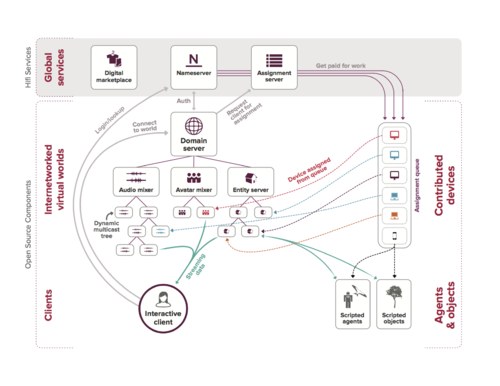 Hifi Services
Global
services
Digital
marketplace
N
Nameserver
Assignment
server
Get paid for work
Open Source Components
Internetworked
virtual worlds
Login/lookup
Connect
to world
Auth
Request
client for
assignment
Domain
server
Audio mixer
Avatar mixer
Entity server
Device assigned
from queue
Dynamic
multicast
tree
Streaming
data
Assignment queue
Contributed
devices
Clients
Interactive
client
Scripted
agents
Scripted
objects
Agents
& objects